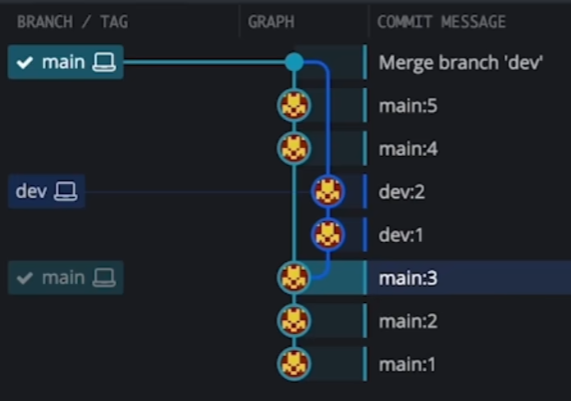 BRANCH / TAG GRAPH COMMIT MESSAGE
main Merge branch 'dev'
main:5
main:4
dev dev:2
dev:1
main main:3
main:2
main:1